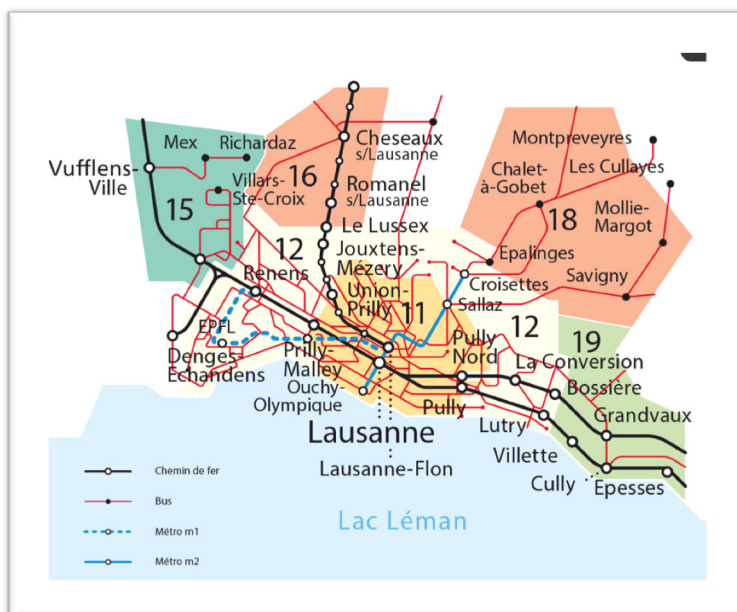 Mex
Richardaz
Vufflens-
Ville
Villars-
Ste-Croix
15
16
Cheseaux
s/Lausanne
Romanel
s/Lausanne
Le Lussex
Jouxtens-
Mézery
12
Renens
Union-
Prilly
11
Montpreveyres
Les Cullayes
Chalet-
à-Gobet
18
Mollie-
Margot
Epalinges
Croisettes
Savigny
Sallaz
EPFL
Denges-
Echandens
Prilly-
Malley
Ouchy-
Olympique
Pully
Nord
12
19
La Conversion
Bossière
Grandvaux
Pully
Lutry
Lausanne
Villette
Lausanne-Flon
Cully
Epesses
Lac Léman
Chemin de fer
Bus
Métro m1
Métro m2